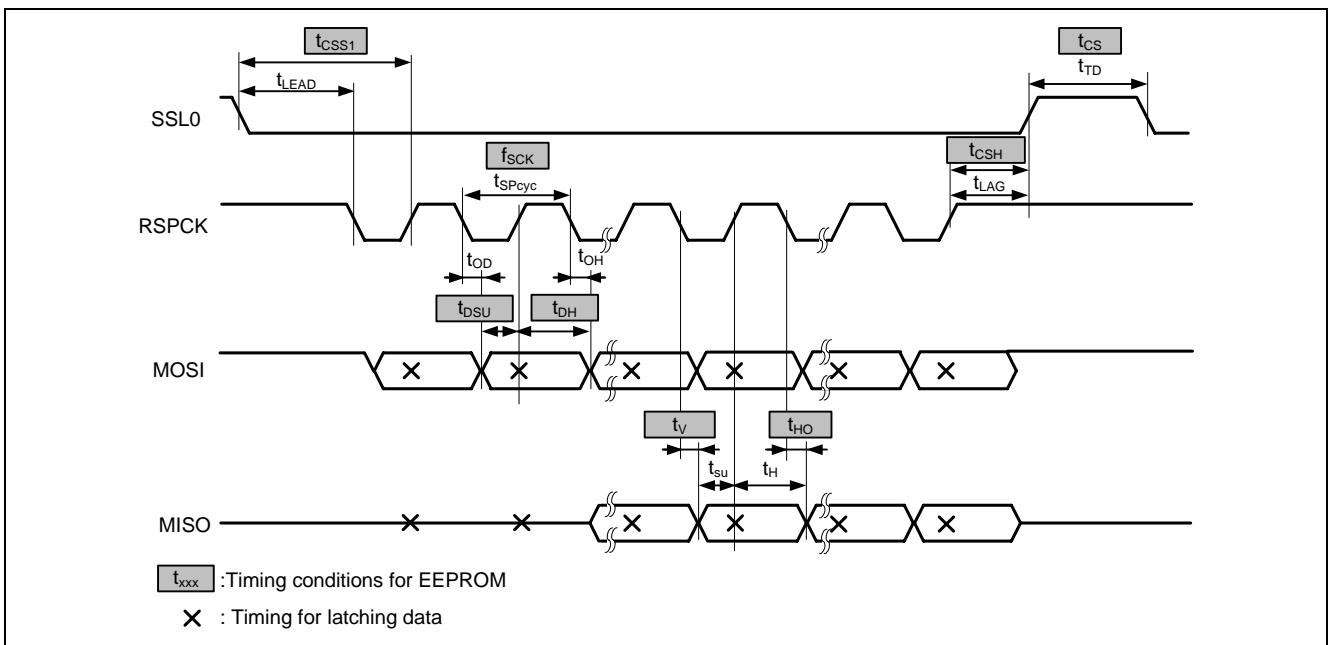 tCSS1
tCS
tLEAD
tTD
SSL0
fSCK
tCSH
tSPcyc
tLAG
RSPCK
tOD
tOH
tDSU
tDH
MOSI
tV
tHO
tsu
tH
MISO
txxx :Timing conditions for EEPROM
: Timing for latching data